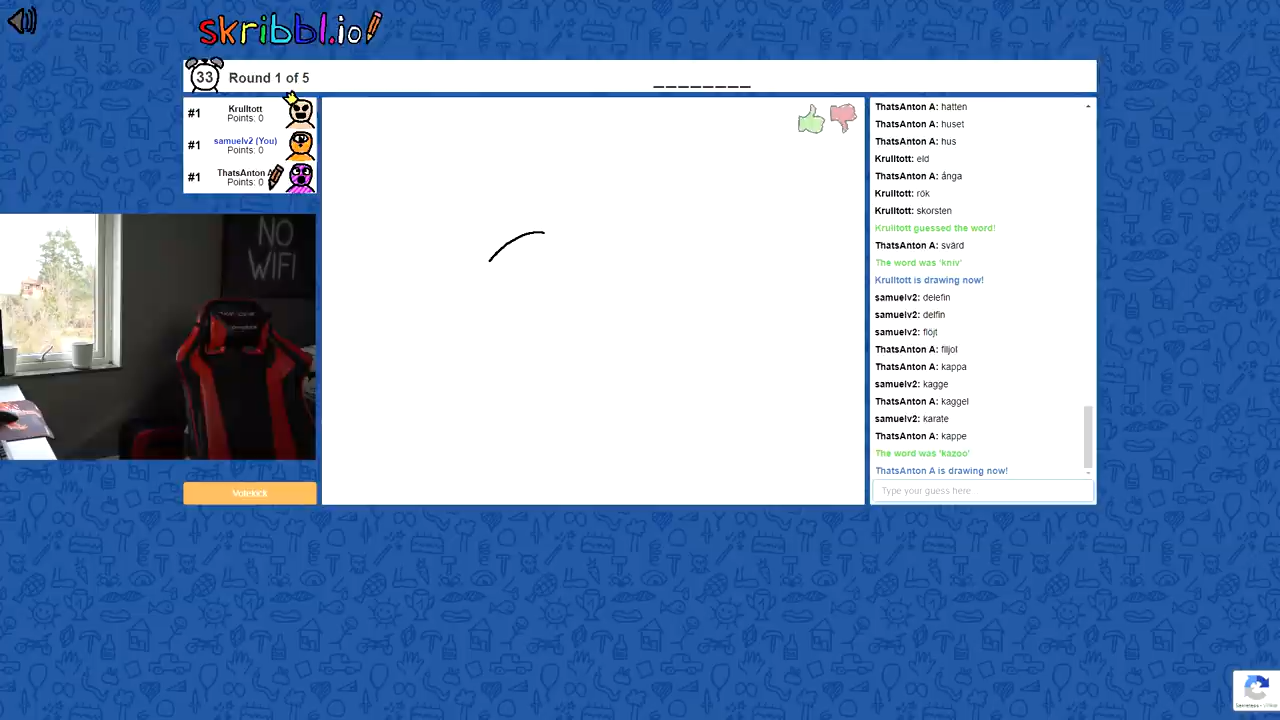 skribbl.io
33
Round 1 of 5
________
#1
Krulltott
Points: 0
#1
samuelv2 (You)
Points: 0
#1
ThatsAnton A
Points: 0
NO
WIFI
Votekick
ThatsAnton A: hatten
ThatsAnton A: huset
ThatsAnton A: hus
Krulltott: eld
ThatsAnton A: ånga
Krulltott: rök
Krulltott: skorsten
Krulltott guessed the word!
ThatsAnton A: svärd
The word was 'kniv'
Krulltott is drawing now!
samuelv2: delefin
samuelv2: delfin
samuelv2: flöjt
ThatsAnton A: filjol
ThatsAnton A: kappa
samuelv2: kagge
ThatsAnton A: kaggel
samuelv2: karate
ThatsAnton A: kappe
The word was 'kazoo'
ThatsAnton A is drawing now!
Type your guess here